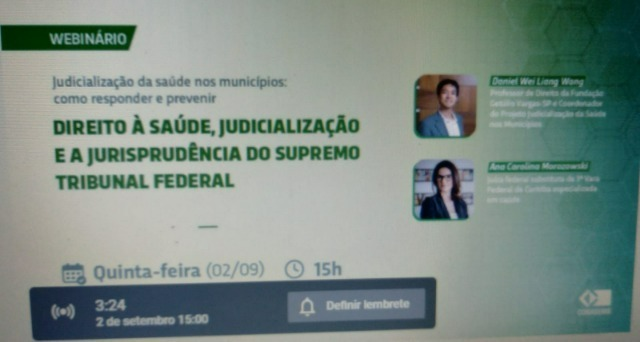 WEBINÁRIO
Judicialização da saúde nos municípios:
como responder e prevenir
DIREITO À SAÚDE, JUDICIALIZAÇÃO
E A JURISPRUDÊNCIA DO SUPREMO
TRIBUNAL FEDERAL
Quinta-feira (02/09) 15h
Daniel Wei Liang Wang
Professor de Direito da Fundação
Getúlio Vargas-SP e Coordenador
do Projeto Judicialização da Saúde
nos Municípios
Ana Carolina Morozowski
Juíza federal substituta da 3ª Vara
Federal de Curitiba especializada
em saúde
3:24
2 de setembro 15:00
Definir lembrete